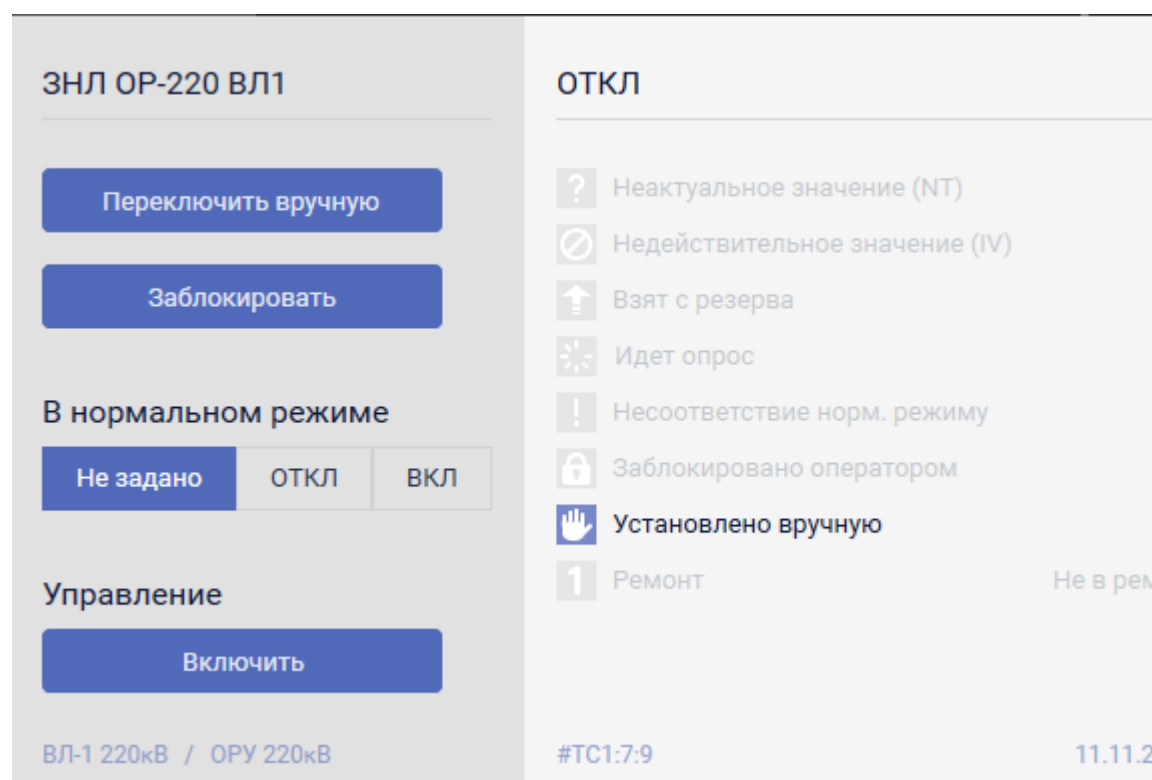 ЗНЛ ОР-220 ВЛ1
Переключить вручную
Заблокировать
В нормальном режиме
Не задано ОТКЛ ВКЛ
Управление
Включить
ВЛ-1 220кВ / ОРУ 220кВ
ОТКЛ
? Неактуальное значение (NT)
Недействительное значение (IV)
Взят с резерва
Идет опрос
! Несоответствие норм. режиму
Заблокировано оператором
Установлено вручную
1 Ремонт Не в
#ТС1:7:9